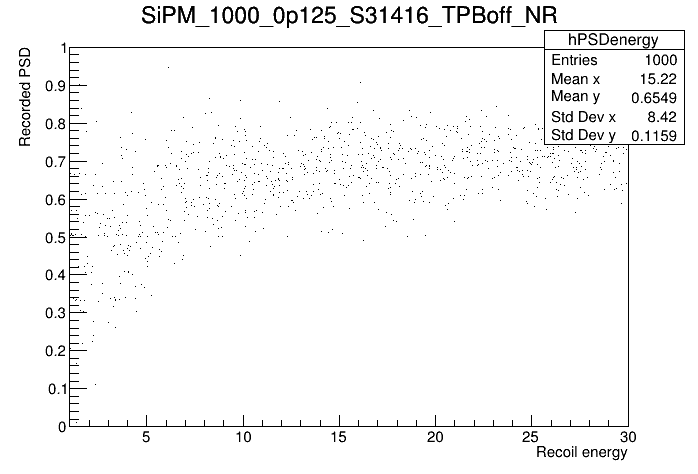 SiPM_1000_0p125_S31416_TPBoff_NR
hPSDenergy
Entries 1000
Mean x 15.22
Mean y 0.6549
Std Dev x 8.42
Std Dev y 0.1159
Recorded PSD
1
0.9
0.8
0.7
0.6
0.5
0.4
0.3
0.2
0.1
0
5 10 15 20 25 30
Recoil energy